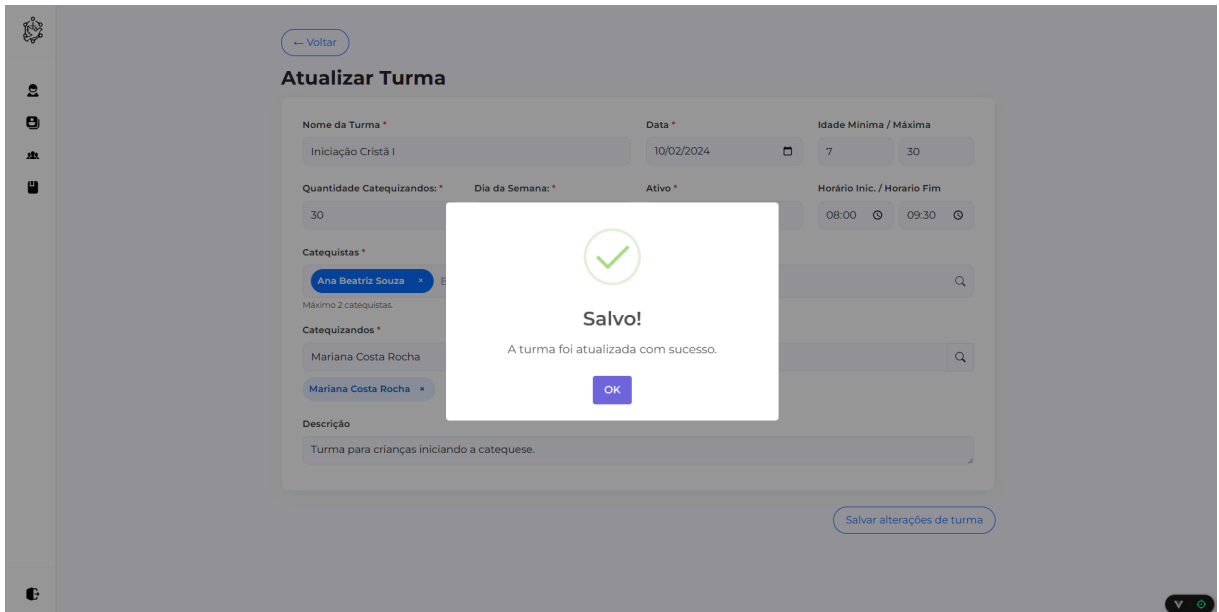 ← Voltar
Atualizar Turma
Nome da Turma * Data * Idade Mínima / Máxima
Iniciação Cristã I 10/02/2024 7 30
Quantidade Catequizandos: * Dia da Semana: * Ativo * Horário Inic. / Horario Fim
30 08:00 09:30
Catequistas *
Ana Beatriz Souza ×
Máximo 2 catequistas.
Catequizandos *
Mariana Costa Rocha
Mariana Costa Rocha ×
Salvo!
A turma foi atualizada com sucesso.
OK
Descrição
Turma para crianças iniciando a catequese.
Salvar alterações de turma